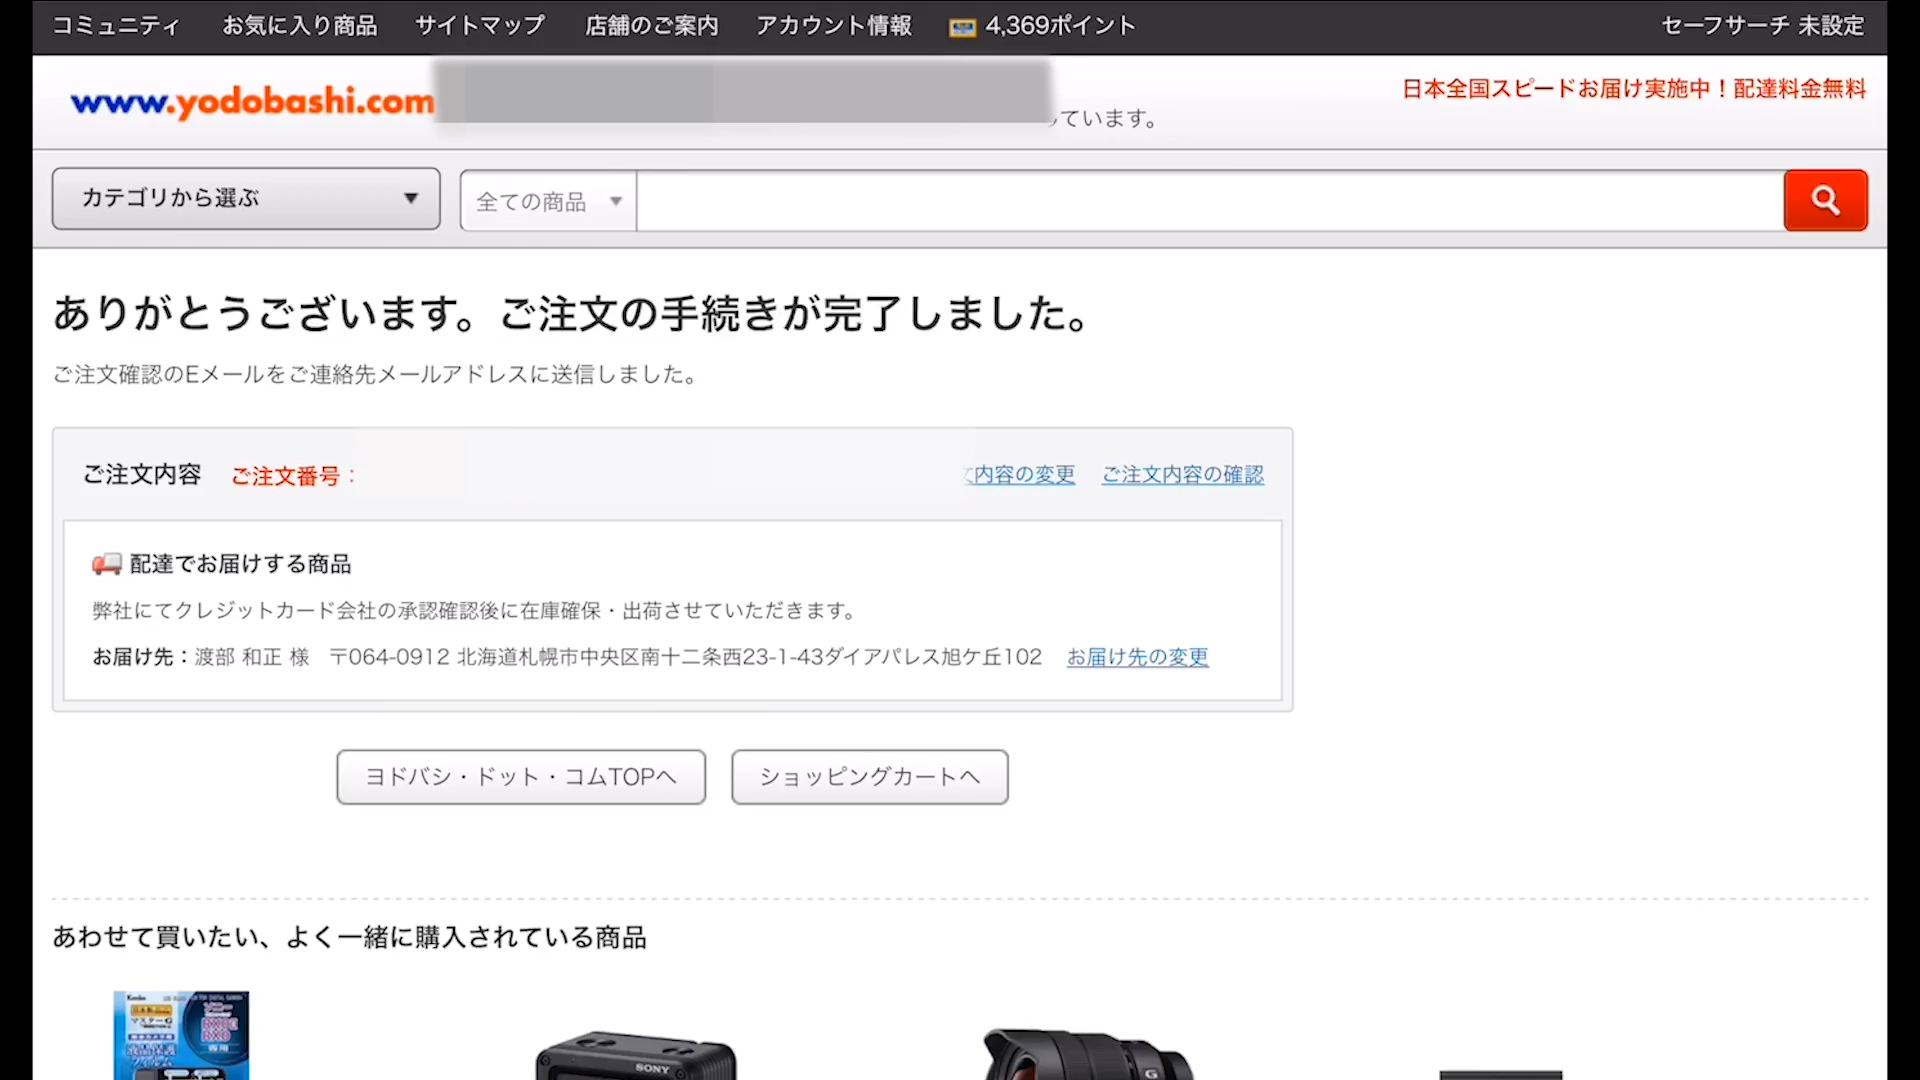 コミュニティ お気に入り商品 サイトマップ 店舗のご案内 アカウント情報 4,369ポイント セーフサーチ 未設定
www.yodobashi.com
ています。
日本全国スピードお届け実施中！配達料金無料
カテゴリから選ぶ ▼ 全ての商品 ▼
ありがとうございます。ご注文の手続きが完了しました。
ご注文確認のEメールをご連絡先メールアドレスに送信しました。
ご注文内容 ご注文番号： 内容の変更 ご注文内容の確認
配達でお届けする商品
弊社にてクレジットカード会社の承認確認後に在庫確保・出荷させていただきます。
お届け先：渡部 和正 様 〒064-0912 北海道札幌市中央区南十二条西23-1-43ダイアパレス旭ケ丘102 お届け先の変更
ヨドバシ・ドット・コムTOPへ ショッピングカートへ
あわせて買いたい、よく一緒に購入されている商品
Kenko
マスターG
SONY
G